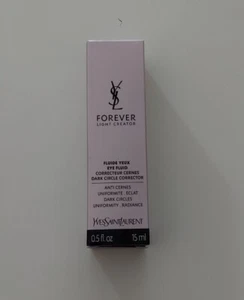 YSL
FOREVER
LIGHT CREATOR
FLUIDE YEUX
EYE FLUID
CORRECTEUR CERNES
DARK CIRCLE CORRECTOR
ANTI CERNES
UNIFORMITÉ . ÉCLAT
DARK CIRCLES
UNIFORMITY . RADIANCE
YVESSAINTLAURENT
0.5 fl.oz 15 ml